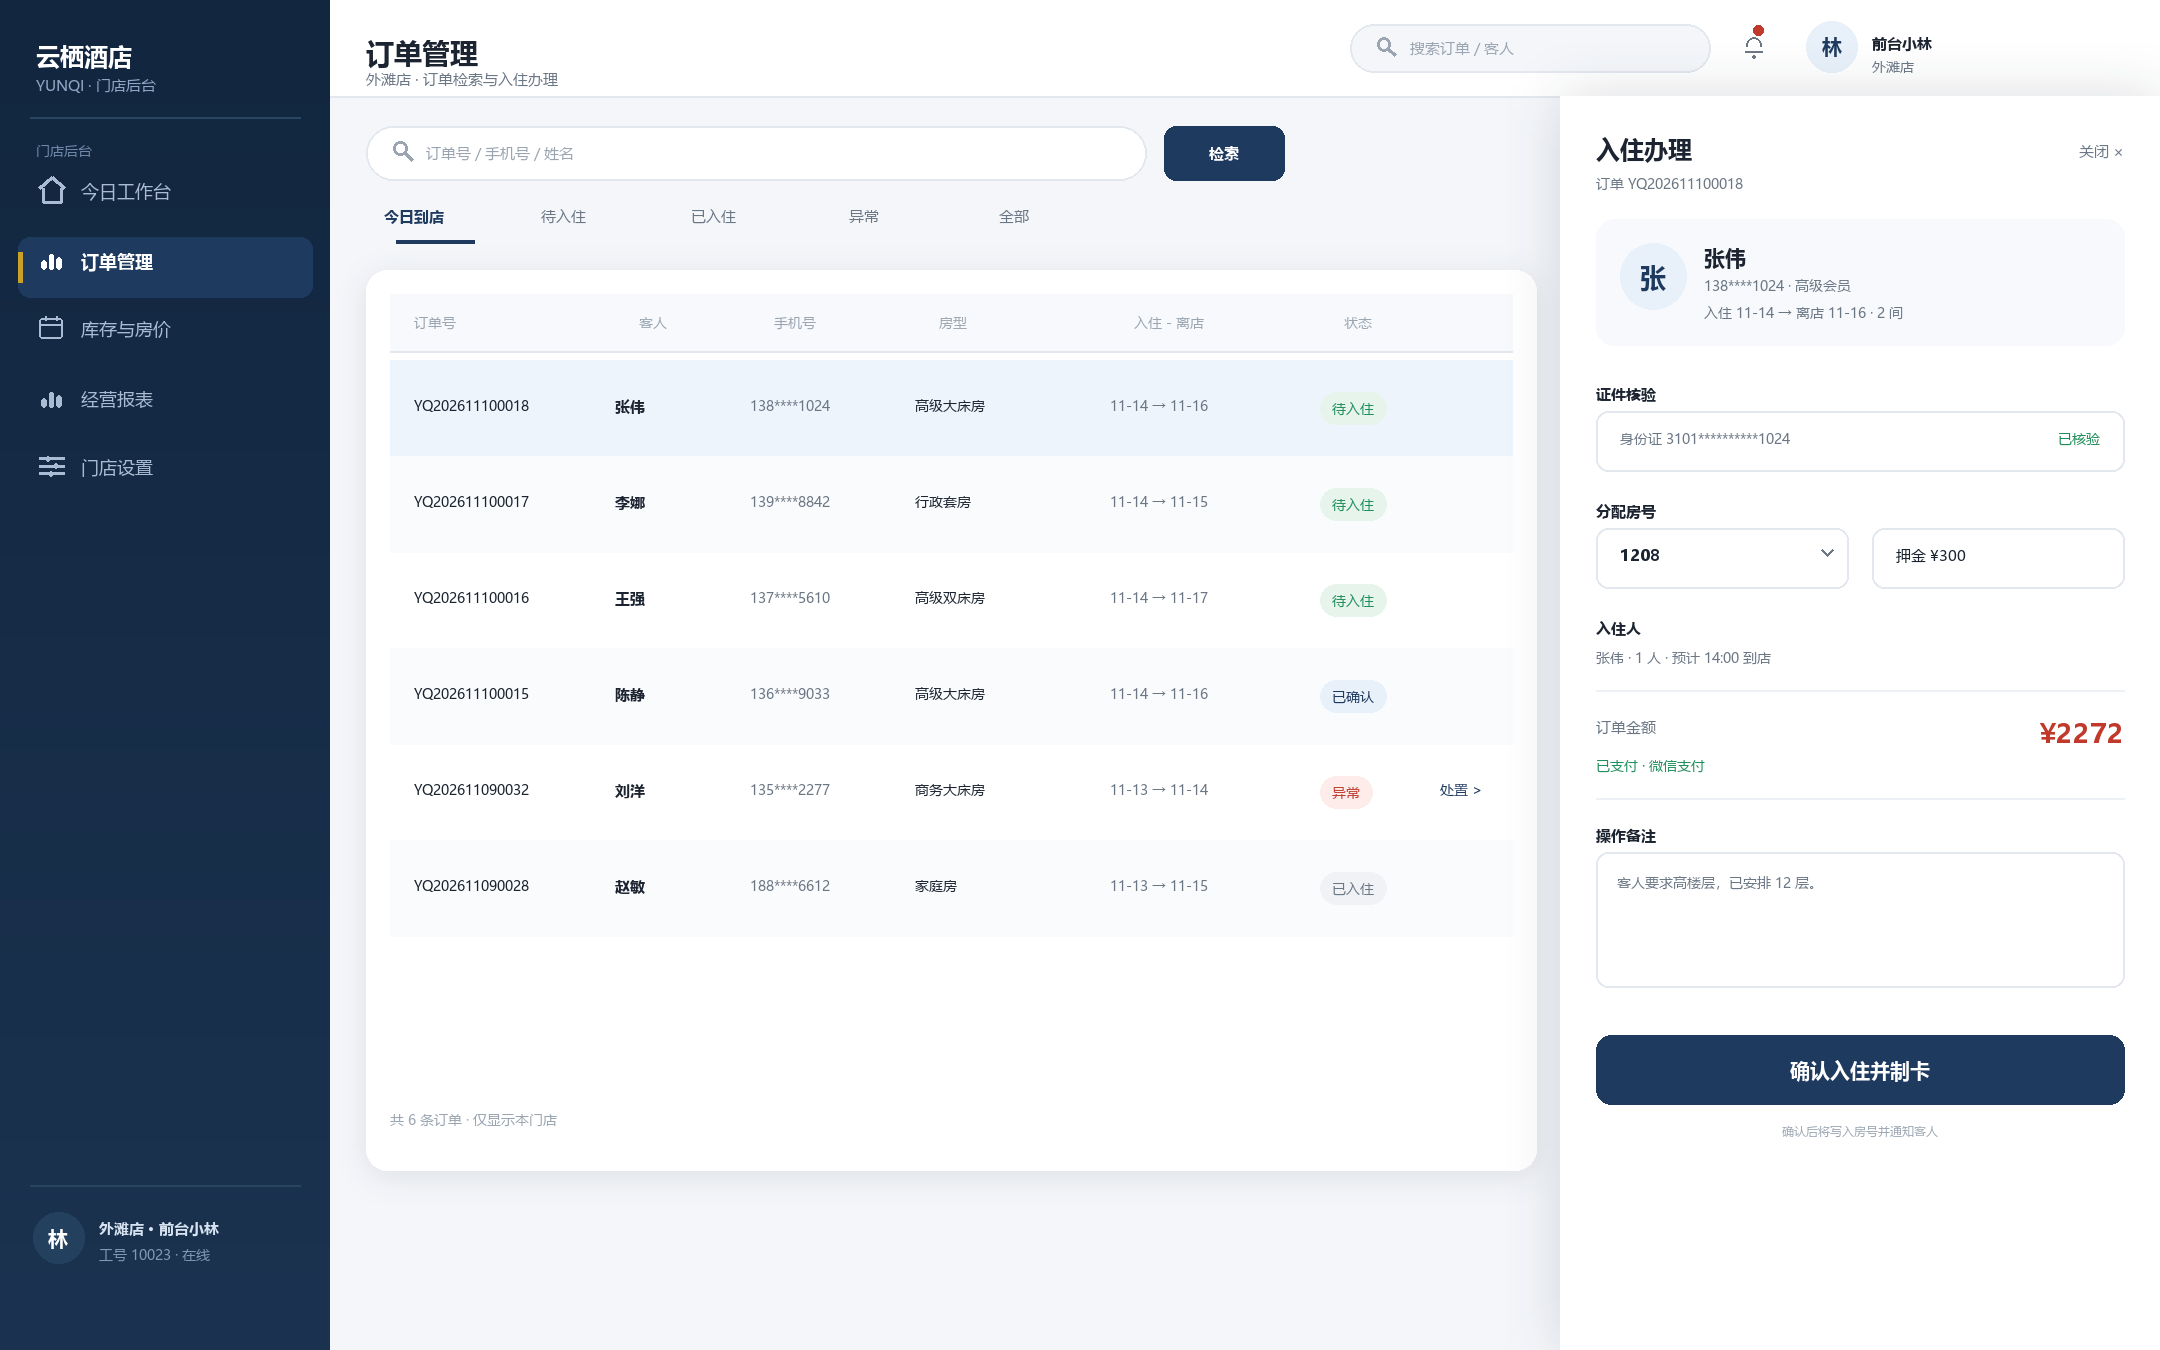 云栖酒店
YUNQI · 门店后台
门店后台
今日工作台
订单管理
库存与房价
经营报表
门店设置
林
外滩店 • 前台小林
工号 10023 · 在线
订单管理
外滩店 · 订单检索与入住办理
搜索订单 / 客人
林
前台小林
外滩店
订单号 / 手机号 / 姓名
检索
今日到店 待入住 已入住 异常 全部
订单号 客人 手机号 房型 入住 - 离店 状态
YQ202611100018 张伟 138****1024 高级大床房 11-14 → 11-16 待入住
YQ202611100017 李娜 139****8842 行政套房 11-14 → 11-15 待入住
YQ202611100016 王强 137****5610 高级双床房 11-14 → 11-17 待入住
YQ202611100015 陈静 136****9033 高级大床房 11-14 → 11-16 已确认
YQ202611090032 刘洋 135****2277 商务大床房 11-13 → 11-14 异常 处置 >
YQ202611090028 赵敏 188****6612 家庭房 11-13 → 11-15 已入住
共 6 条订单 · 仅显示本门店
入住办理
关闭 ×
订单 YQ202611100018
张
张伟
138****1024 · 高级会员
入住 11-14 → 离店 11-16 · 2 间
证件核验
身份证 3101**********1024 已核验
分配房号
1208 押金 ¥300
入住人
张伟 · 1 人 · 预计 14:00 到店
订单金额 ¥2272
已支付 · 微信支付
操作备注
客人要求高楼层，已安排 12 层。
确认入住并制卡
确认后将写入房号并通知客人